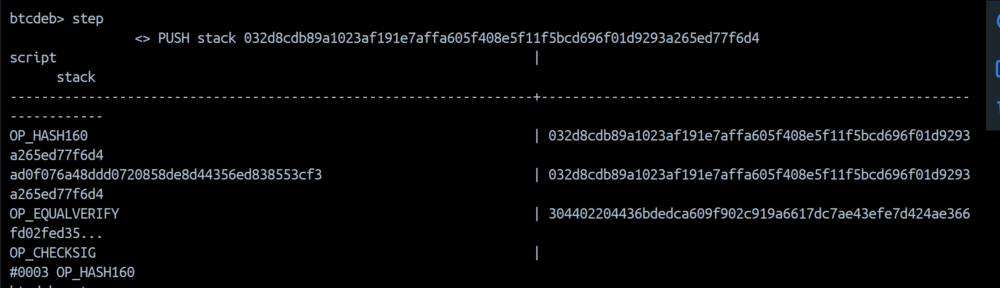 btcdeb> step
<> PUSH stack 032d8cdb89a1023af191e7affa605f408e5f11f5bcd696f01d9293a265ed77f6d4
script |
stack
-------------------------------------------------------------------+-------------------------------------------------------
------------
OP_HASH160 | 032d8cdb89a1023af191e7affa605f408e5f11f5bcd696f01d9293
a265ed77f6d4
ad0f076a48ddd0720858de8d44356ed838553cf3 | 032d8cdb89a1023af191e7affa605f408e5f11f5bcd696f01d9293
a265ed77f6d4
OP_EQUALVERIFY | 304402204436bdedca609f902c919a6617dc7ae43efe7d424ae366
fd02fed35...
OP_CHECKSIG |
#0003 OP_HASH160